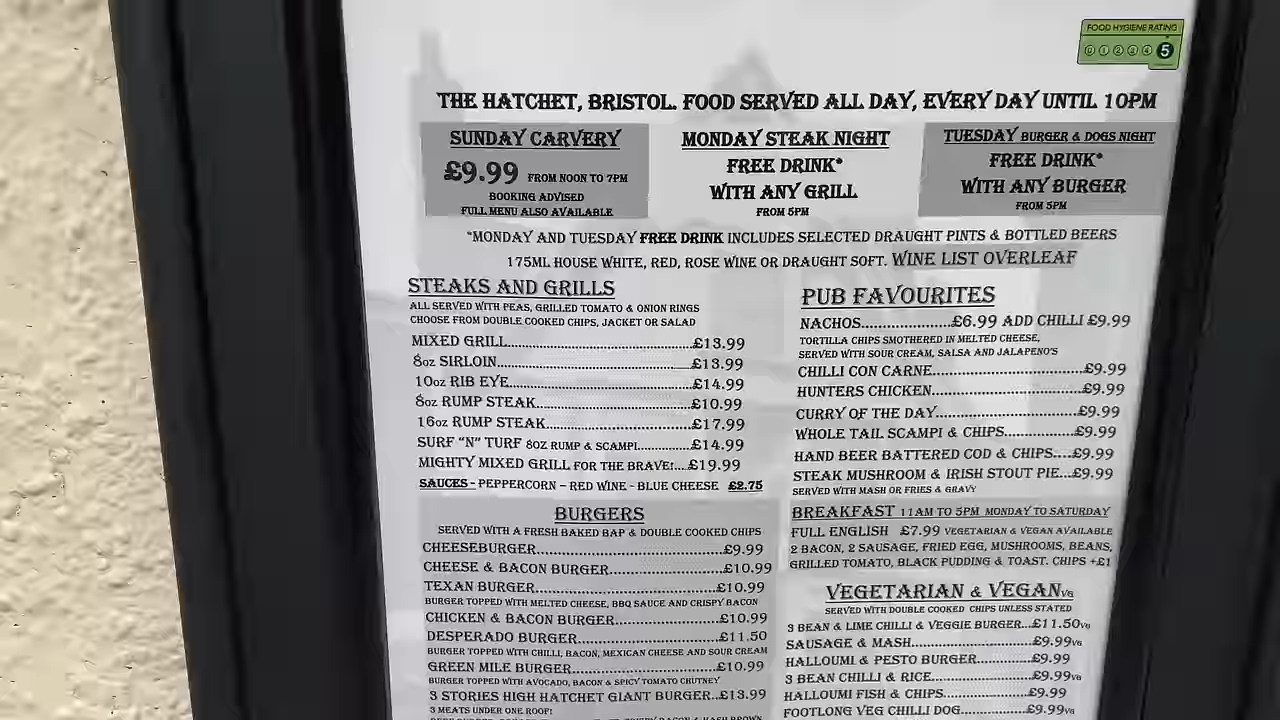 FOOD HYGIENE RATING
0 1 2 3 4 5
THE HATCHET, BRISTOL. FOOD SERVED ALL DAY, EVERY DAY UNTIL 10PM
SUNDAY CARVERY
£9.99 FROM NOON TO 7PM
BOOKING ADVISED
FULL MENU ALSO AVAILABLE
MONDAY STEAK NIGHT
FREE DRINK*
WITH ANY GRILL
FROM 5PM
TUESDAY BURGER & DOGS NIGHT
FREE DRINK*
WITH ANY BURGER
FROM 5PM
*MONDAY AND TUESDAY FREE DRINK INCLUDES SELECTED DRAUGHT PINTS & BOTTLED BEERS
175ML HOUSE WHITE, RED, ROSE WINE OR DRAUGHT SOFT. WINE LIST OVERLEAF
STEAKS AND GRILLS
ALL SERVED WITH PEAS, GRILLED TOMATO & ONION RINGS
CHOOSE FROM DOUBLE COOKED CHIPS, JACKET OR SALAD
MIXED GRILL...£13.99
8oz SIRLOIN...£13.99
10oz RIB EYE...£14.99
8oz RUMP STEAK...£10.99
16oz RUMP STEAK...£17.99
SURF "N" TURF 8OZ RUMP & SCAMPI...£14.99
MIGHTY MIXED GRILL FOR THE BRAVE!...£19.99
SAUCES - PEPPERCORN – RED WINE - BLUE CHEESE £2.75
BURGERS
SERVED WITH A FRESH BAKED BAP & DOUBLE COOKED CHIPS
CHEESEBURGER...£9.99
CHEESE & BACON BURGER...£10.99
TEXAN BURGER...£10.99
BURGER TOPPED WITH MELTED CHEESE, BBQ SAUCE AND CRISPY BACON
CHICKEN & BACON BURGER...£10.99
DESPERADO BURGER...£11.50
BURGER TOPPED WITH CHILLI, BACON, MEXICAN CHEESE AND SOUR CREAM
GREEN MILE BURGER...£10.99
BURGER TOPPED WITH AVOCADO, BACON & SPICY TOMATO CHUTNEY
3 STORIES HIGH HATCHET GIANT BURGER...£13.99
3 MEATS UNDER ONE ROOF!
PUB FAVOURITES
NACHOS...£6.99 ADD CHILLI £9.99
TORTILLA CHIPS SMOTHERED IN MELTED CHEESE,
SERVED WITH SOUR CREAM, SALSA AND JALAPENO'S
CHILLI CON CARNE...£9.99
HUNTERS CHICKEN...£9.99
CURRY OF THE DAY...£9.99
WHOLE TAIL SCAMPI & CHIPS...£9.99
HAND BEER BATTERED COD & CHIPS...£9.99
STEAK MUSHROOM & IRISH STOUT PIE...£9.99
SERVED WITH MASH OR FRIES & GRAVY
BREAKFAST 11AM TO 5PM MONDAY TO SATURDAY
FULL ENGLISH £7.99 VEGETARIAN & VEGAN AVAILABLE
2 BACON, 2 SAUSAGE, FRIED EGG, MUSHROOMS, BEANS,
GRILLED TOMATO, BLACK PUDDING & TOAST. CHIPS +£1
VEGETARIAN & VEGAN VG
SERVED WITH DOUBLE COOKED CHIPS UNLESS STATED
3 BEAN & LIME CHILLI & VEGGIE BURGER...£11.50VG
SAUSAGE & MASH...£9.99VG
HALLOUMI & PESTO BURGER...£9.99
3 BEAN CHILLI & RICE...£9.99VG
HALLOUMI FISH & CHIPS...£9.99
FOOTLONG VEG CHILLI DOG...£9.99VG